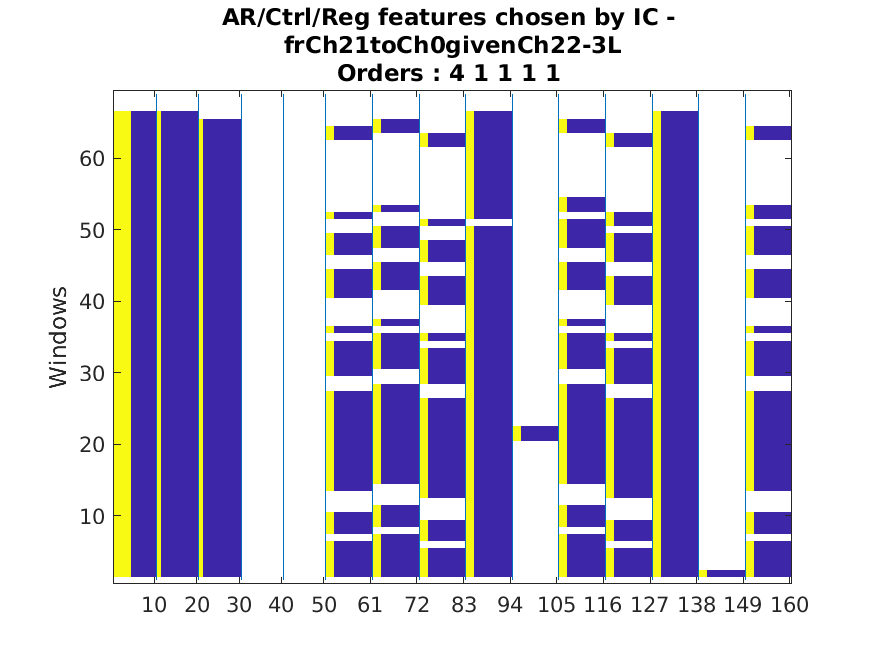 AR/Ctrl/Reg features chosen by IC -
frCh21toCh0givenCh22-3L
Orders : 4 1 1 1 1
Windows
60
50
40
30
20
10
10 20 30 40 50 61 72 83 94 105 116 127 138 149 160